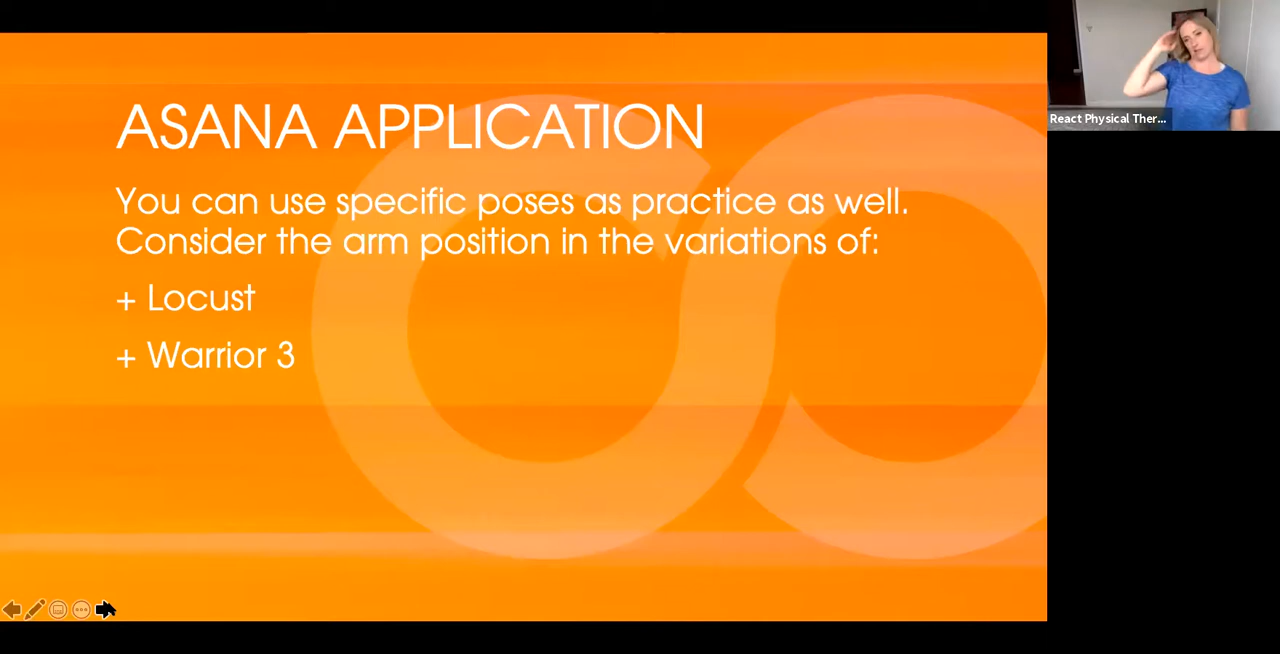 ASANA APPLICATION
You can use specific poses as practice as well.
Consider the arm position in the variations of:
+ Locust
+ Warrior 3
React Physical Ther...